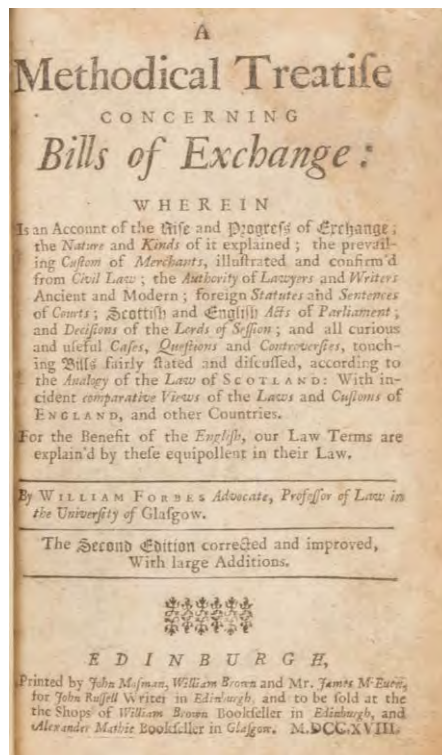 A
Methodical Treatiſe
CONCERNING
Bills of Exchange:
WHEREIN
Is an Account of the Riſe and Progreſs of Exchange;
the Nature and Kinds of it explained; the prevail-
ing Cuſtom of Merchants, illuſtrated and confirm'd
from Civil Law; the Authority of Lawyers and Writers
Ancient and Modern; foreign Statutes and Sentences
of Courts; Scottiſh and Engliſh Acts of Parliament;
and Deciſions of the Lords of Seſſion; and all curious
and uſeful Caſes, Queſtions and Controverſies, touch-
ing Bills fairly ſtated and diſcuſſed, according to
the Analogy of the Law of SCOTLAND: With in-
cident comparative Views of the Laws and Cuſtoms of
ENGLAND, and other Countries.
For the Benefit of the Engliſh, our Law Terms are
explain'd by theſe equipollent in their Law.
By WILLIAM FORBES Advocate, Profeſſor of Law in
the Univerſity of Glaſgow.
The Second Edition corrected and improved,
With large Additions.
EDINBURGH,
Printed by John Moſman, William Brown and Mr. James M'Euen,
for John Ruſſell Writer in Edinburgh, and to be ſold at the
the Shops of William Brown Bookſeller in Edinburgh, and
Alexander Mathie Bookſeller in Glaſgow. M.DCC.XVIII.